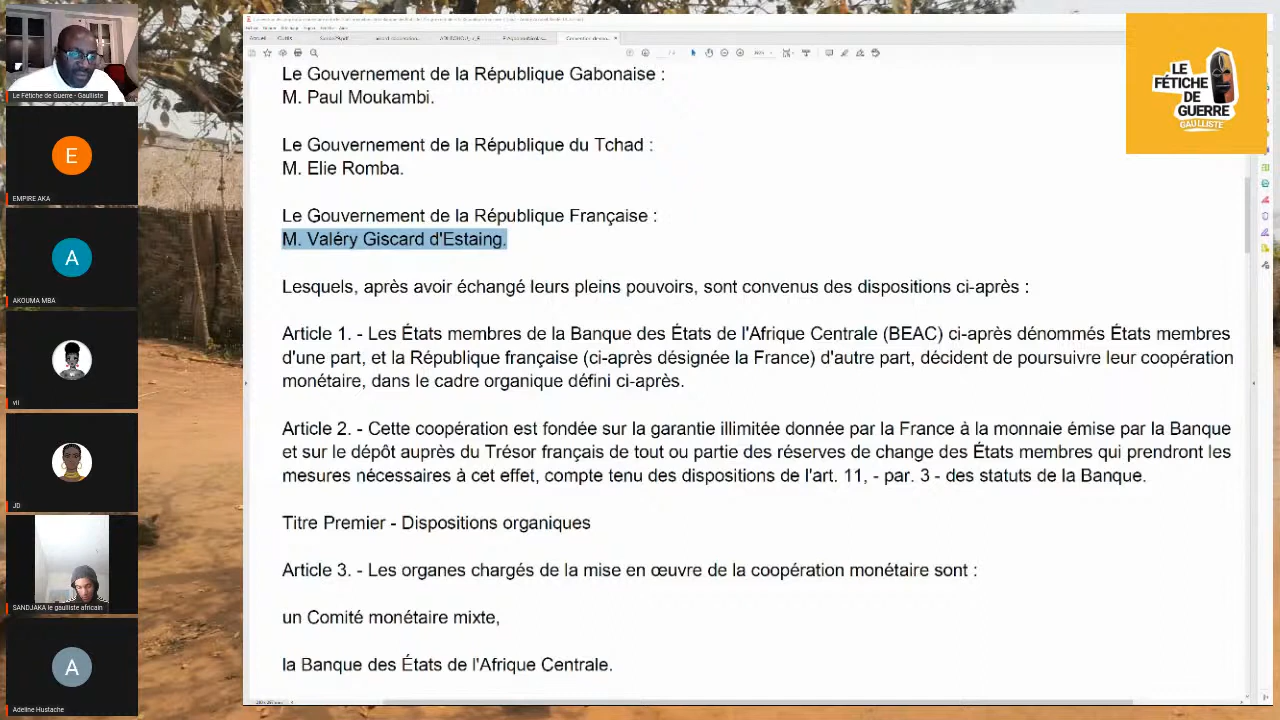 Le Fétiche de Guerre - Gaulliste
E
EMPIRE AKA
A
AKOUMA MBA
vii
JD
SANDJAKA le gaulliste africain
A
Adeline Hustache
Le Gouvernement de la République Gabonaise :
M. Paul Moukambi.
Le Gouvernement de la République du Tchad :
M. Elie Romba.
Le Gouvernement de la République Française :
M. Valéry Giscard d'Estaing.
Lesquels, après avoir échangé leurs pleins pouvoirs, sont convenus des dispositions ci-après :
Article 1. - Les États membres de la Banque des États de l'Afrique Centrale (BEAC) ci-après dénommés États membres
d'une part, et la République française (ci-après désignée la France) d'autre part, décident de poursuivre leur coopération
monétaire, dans le cadre organique défini ci-après.
Article 2. - Cette coopération est fondée sur la garantie illimitée donnée par la France à la monnaie émise par la Banque
et sur le dépôt auprès du Trésor français de tout ou partie des réserves de change des États membres qui prendront les
mesures nécessaires à cet effet, compte tenu des dispositions de l'art. 11, - par. 3 - des statuts de la Banque.
Titre Premier - Dispositions organiques
Article 3. - Les organes chargés de la mise en œuvre de la coopération monétaire sont :
un Comité monétaire mixte,
la Banque des États de l'Afrique Centrale.
LE
FÉTICHE
DE
GUERRE
GAULLISTE